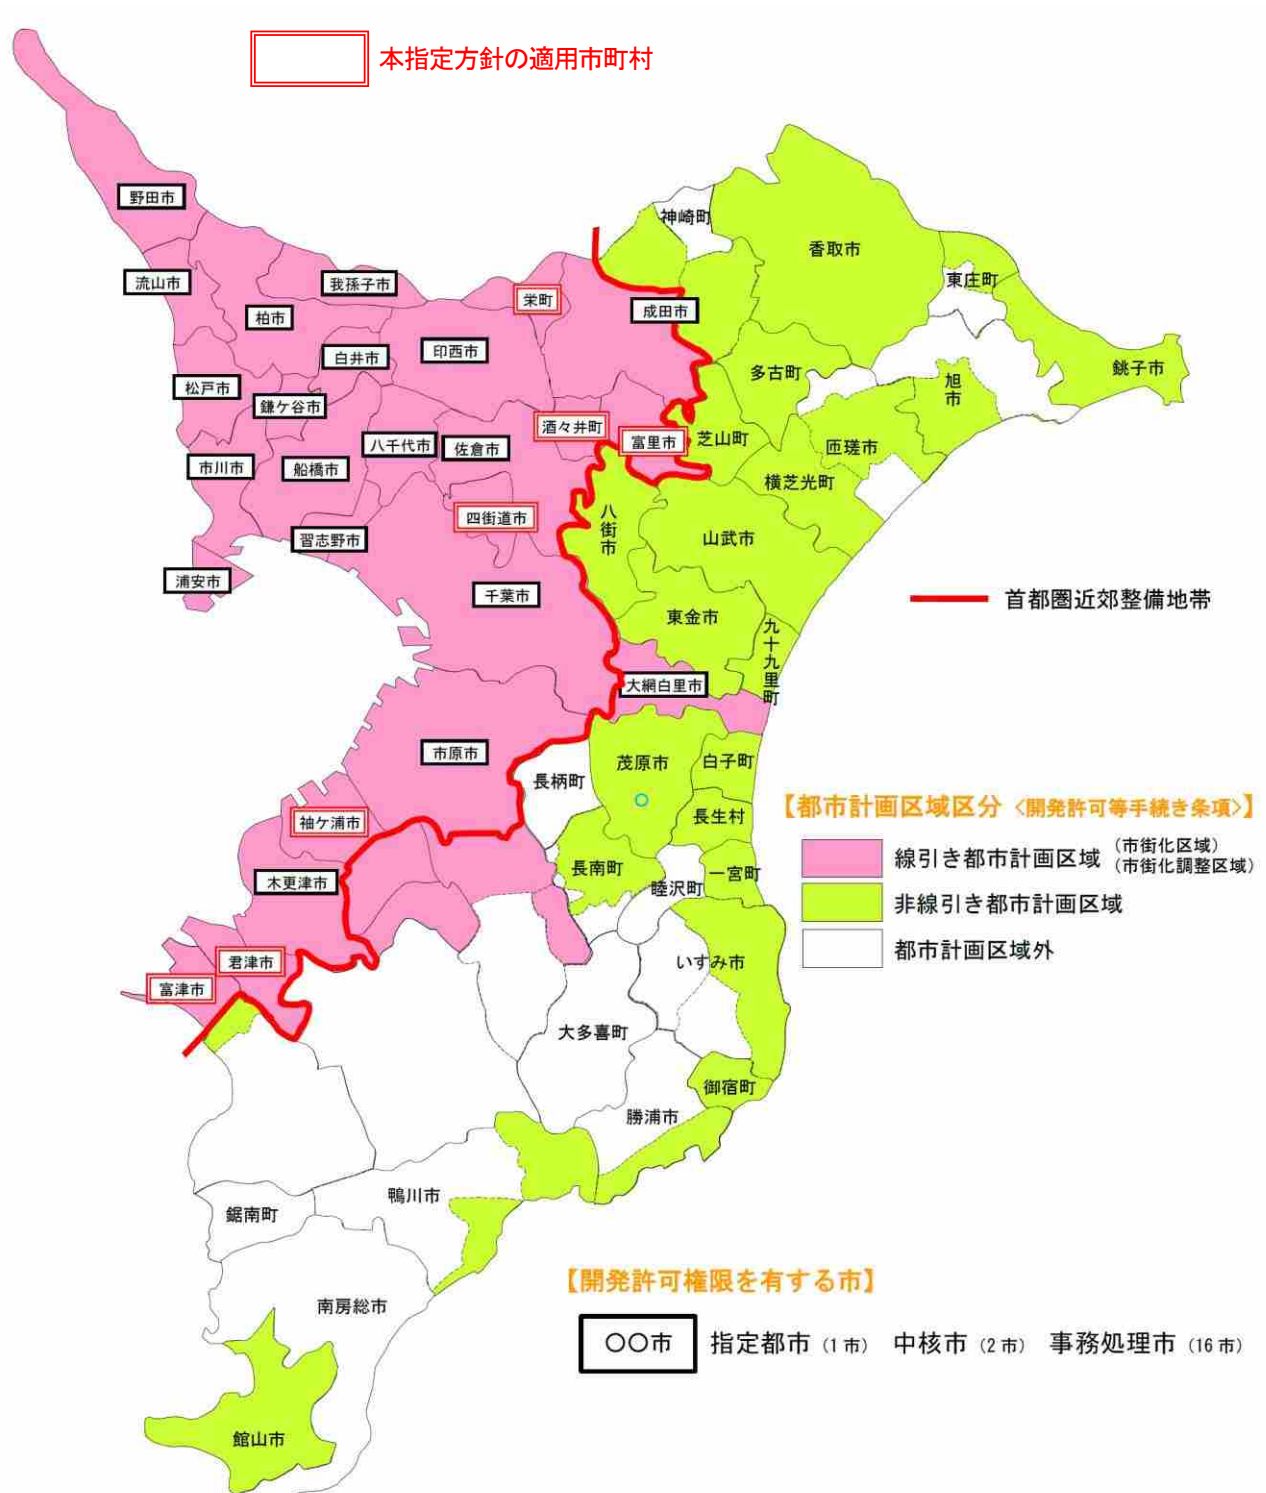 本指定方針の適用市町村
野田市
神崎町
香取市
流山市
我孫子市
東庄町
栄町
成田市
柏市
印西市
白井市
多古町
銚子市
松戸市
旭市
鎌ケ谷市
酒々井町
芝山町
富里市
八千代市
佐倉市
匝瑳市
市川市
船橋市
横芝光町
四街道市
八街市
山武市
習志野市
浦安市
千葉市
首都圏近郊整備地帯
東金市
九十九里町
大網白里市
市原市
茂原市
白子町
長柄町
【都市計画区域区分 <開発許可等手続き条項>】
袖ケ浦市
長生村
線引き都市計画区域 (市街化区域)
(市街化調整区域)
長南町
一宮町
木更津市
睦沢町
非線引き都市計画区域
都市計画区域外
君津市
いすみ市
富津市
大多喜町
御宿町
勝浦市
鴨川市
鋸南町
【開発許可権限を有する市】
南房総市
〇〇市 指定都市 (1 市) 中核市 (2 市) 事務処理市 (16 市)
館山市